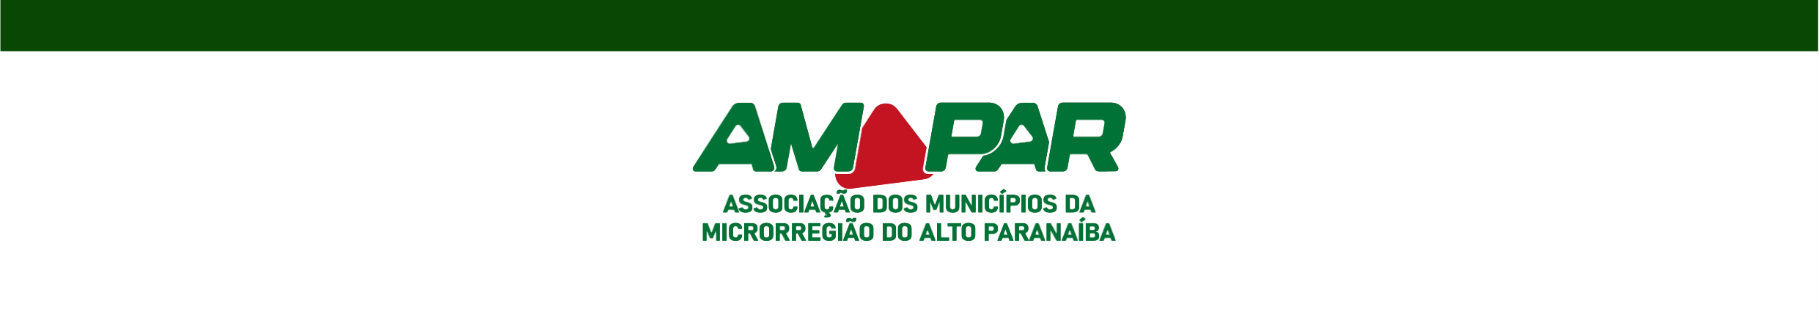 AMAPAR
ASSOCIAÇÃO DOS MUNICÍPIOS DA
MICRORREGIÃO DO ALTO PARANAÍBA